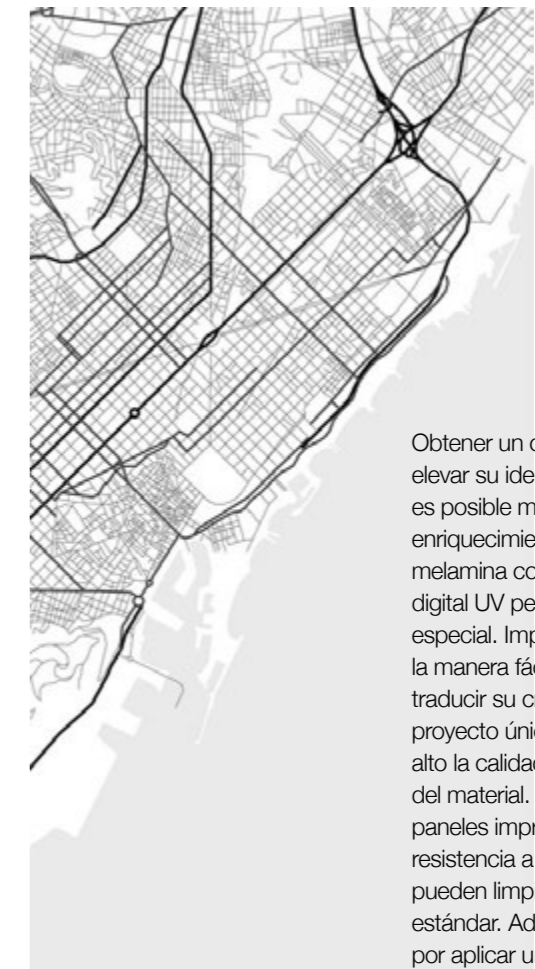 Obtener un
elevar su ide
es posible m
enriquecimie
melamina co
digital UV pe
especial. Imp
la manera fác
traducir su c
proyecto úni
alto la calidad
del material.
paneles impr
resistencia a
pueden limp
estándar. Ad
por aplicar u